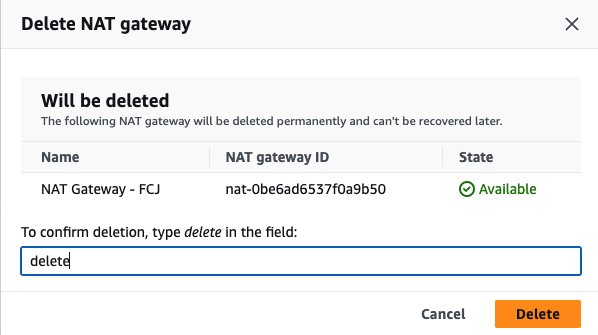 Delete NAT gateway
Will be deleted
The following NAT gateway will be deleted permanently and can't be recovered later.
Name NAT gateway ID State
NAT Gateway - FCJ nat-0be6ad6537f0a9b50 Available
To confirm deletion, type delete in the field:
delete
Cancel Delete